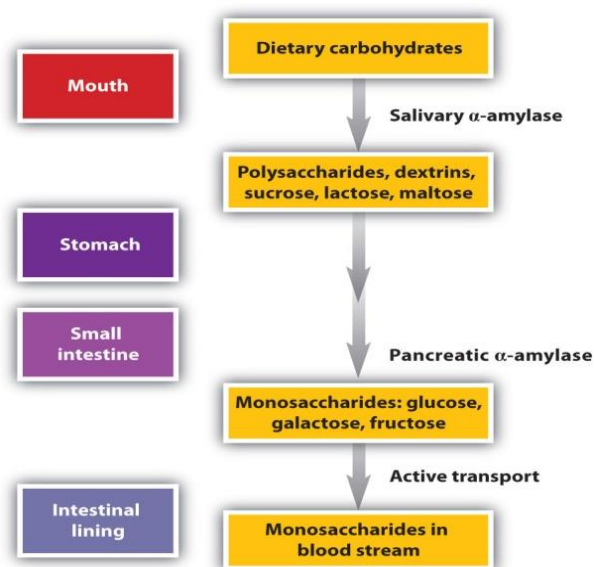 Dietary carbohydrates
Mouth
Salivary α-amylase
Polysaccharides, dextrins,
sucrose, lactose, maltose
Stomach
Small
intestine
Pancreatic α-amylase
Monosaccharides: glucose,
galactose, fructose
Active transport
Intestinal
lining
Monosaccharides in
blood stream